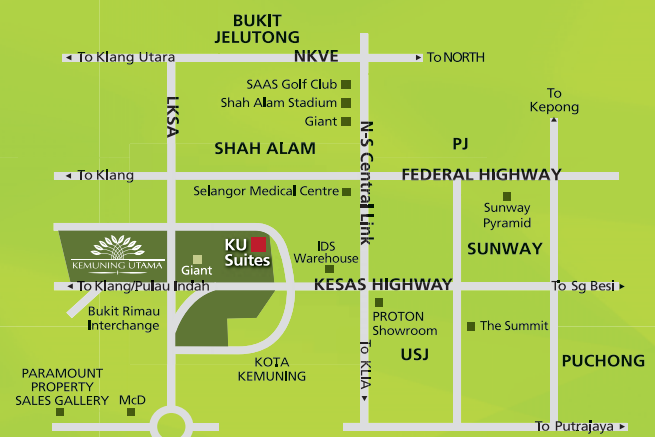 BUKIT
JELUTONG
To Klang Utara
NKVE
To NORTH
SAAS Golf Club
Shah Alam Stadium
Giant
To
Kepong
LKSA
N-S Central Link
SHAH ALAM
PJ
To Klang
FEDERAL HIGHWAY
Selangor Medical Centre
Sunway
Pyramid
SUNWAY
KEMUNING UTAMA
Giant
KU
Suites
IDS
Warehouse
To Klang/Pulau Indah
KESAS HIGHWAY
To Sg Besi
Bukit Rimau
Interchange
PROTON
Showroom
The Summit
USJ
To KLIA
KOTA
KEMUNING
PUCHONG
PARAMOUNT
PROPERTY
SALES GALLERY
McD
To Putrajaya